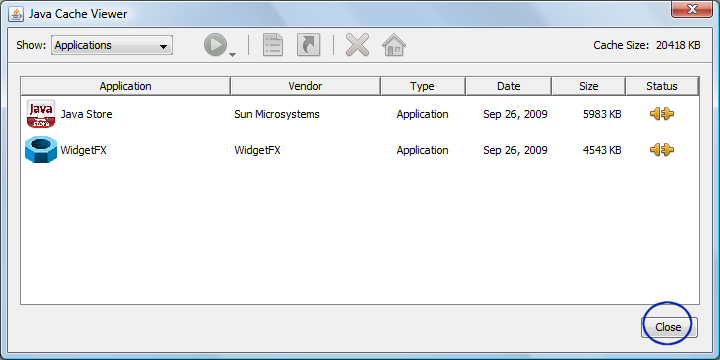 Java Cache Viewer
Show: Applications Cache Size: 20418 KB
Application Vendor Type Date Size Status
Java Store Sun Microsystems Application Sep 26, 2009 5983 KB
WidgetFX WidgetFX Application Sep 26, 2009 4543 KB
Close